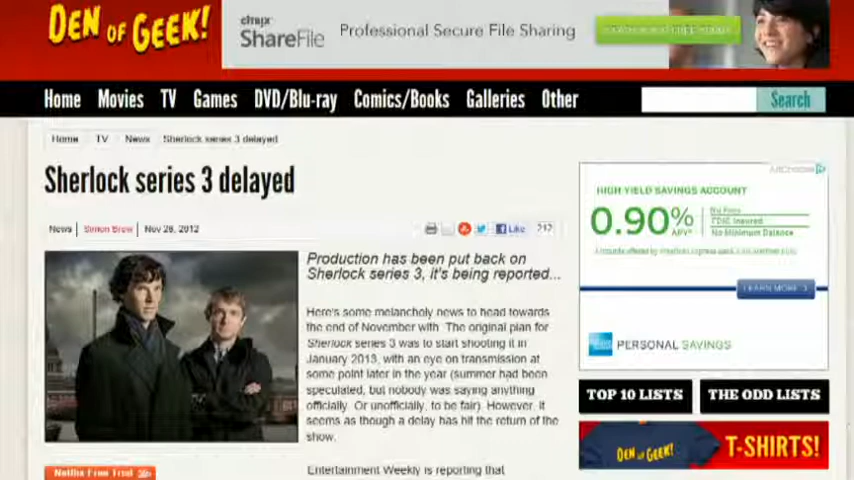 DEN OF GEEK!
citrix
ShareFile
Professional Secure File Sharing
Home Movies TV Games DVD/Blu-ray Comics/Books Galleries Other
Search
Home TV News Sherlock series 3 delayed
Sherlock series 3 delayed
News Simon Brew Nov 28, 2012
Like 212
Production has been put back on
Sherlock series 3, it's being reported...
Here's some melancholy news to head towards
the end of November with. The original plan for
Sherlock series 3 was to start shooting it in
January 2013, with an eye on transmission at
some point later in the year (summer had been
speculated, but nobody was saying anything
officially. Or unofficially, to be fair). However, it
seems as though a delay has hit the return of the
show.
Entertainment Weekly is reporting that
Netflix Free Trial
AdChoices
HIGH YIELD SAVINGS ACCOUNT
0.90%
APY
No Fees
FDIC Insured
No Minimum Balance
LEARN MORE
PERSONAL SAVINGS
TOP 10 LISTS
THE ODD LISTS
DEN OF GEEK!
T-SHIRTS!